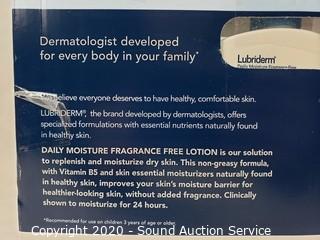 Dermatologist developed
for every body in your family*
Lubriderm®
Daily Moisture Fragrance-Free
believe everyone deserves to have healthy, comfortable skin.
LUBRIDERM®, the brand developed by dermatologists, offers
specialized formulations with essential nutrients naturally found
in healthy skin.
DAILY MOISTURE FRAGRANCE FREE LOTION is our solution
to replenish and moisturize dry skin. This non-greasy formula,
with Vitamin B5 and skin essential moisturizers naturally found
in healthy skin, improves your skin's moisture barrier for
healthier-looking skin, without added fragrance. Clinically
shown to moisturize for 24 hours.
*Recommended for use on children 3 years of age or older.
Copyright 2020 - Sound Auction Service